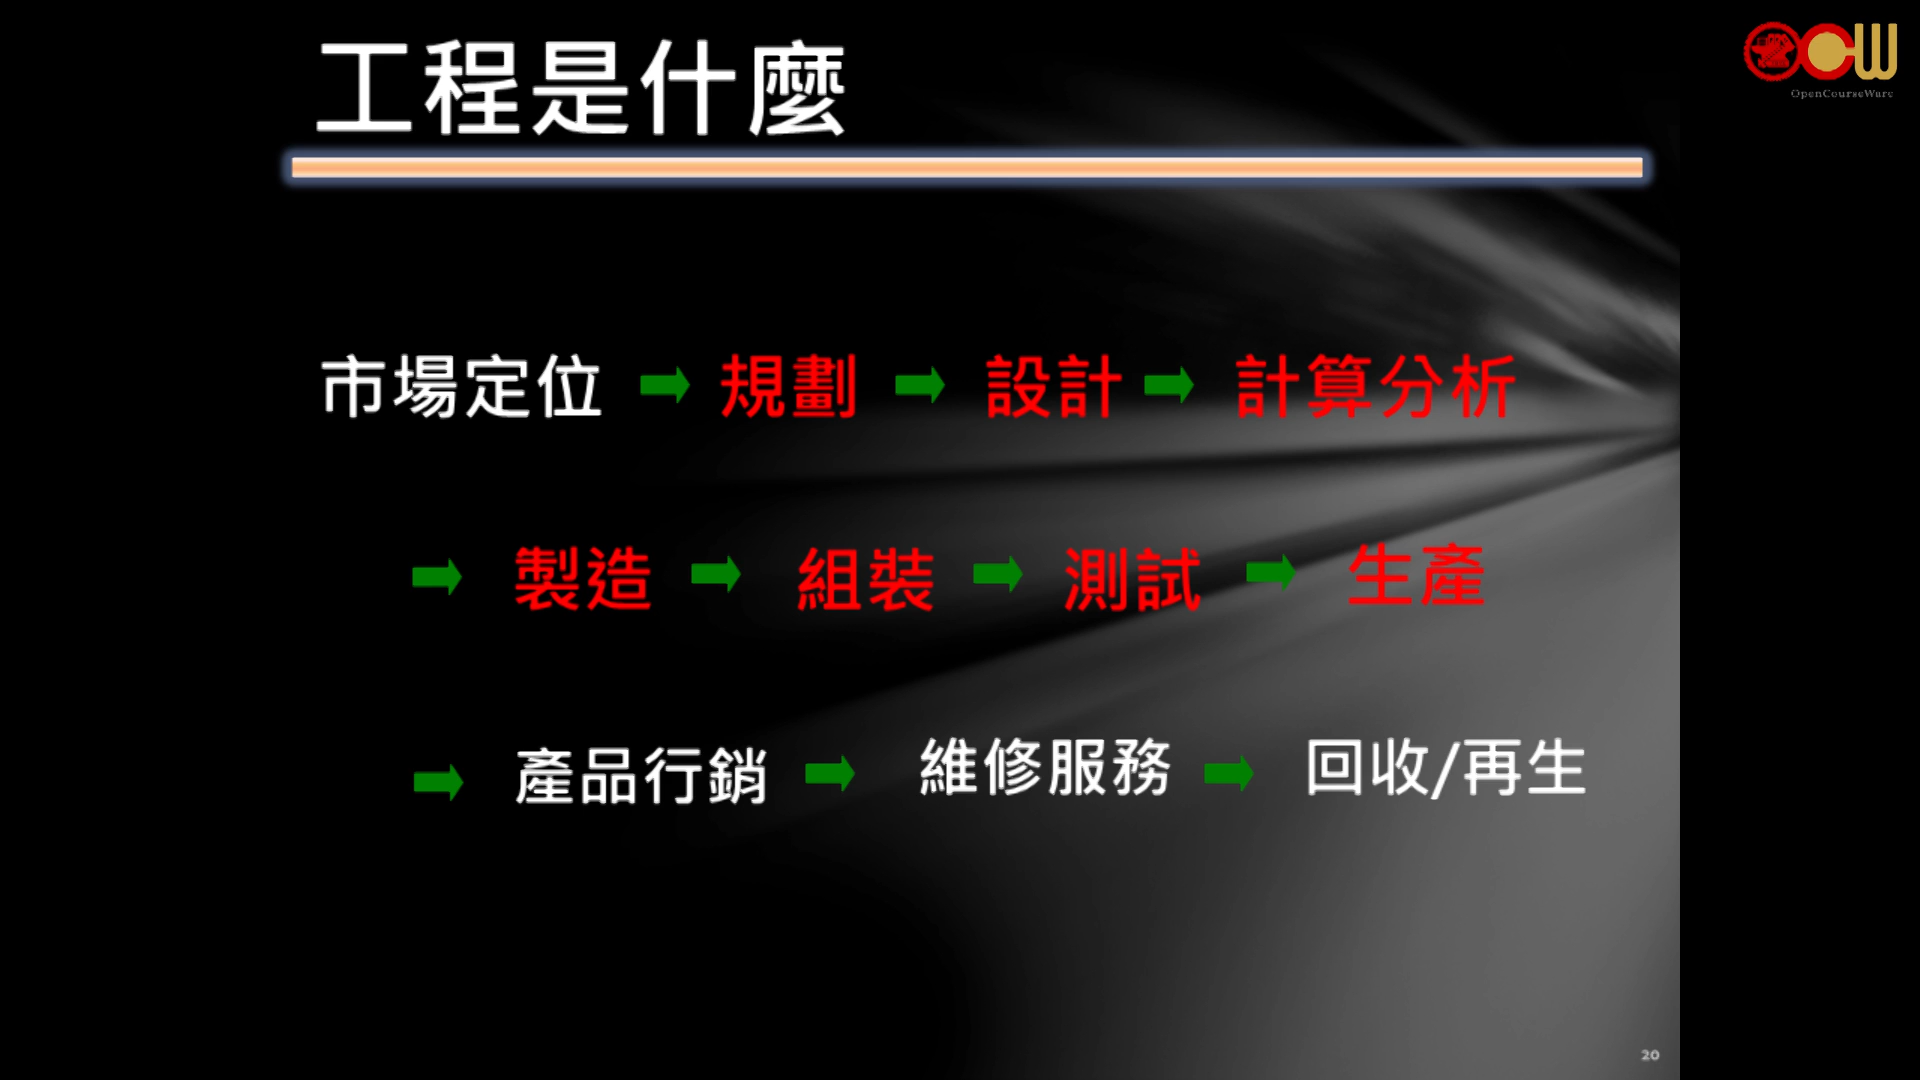 工程是什麼
OpenCourseWare
市場定位 規劃 設計 計算分析
製造 組裝 測試 生產
產品行銷 維修服務 回收/再生
20